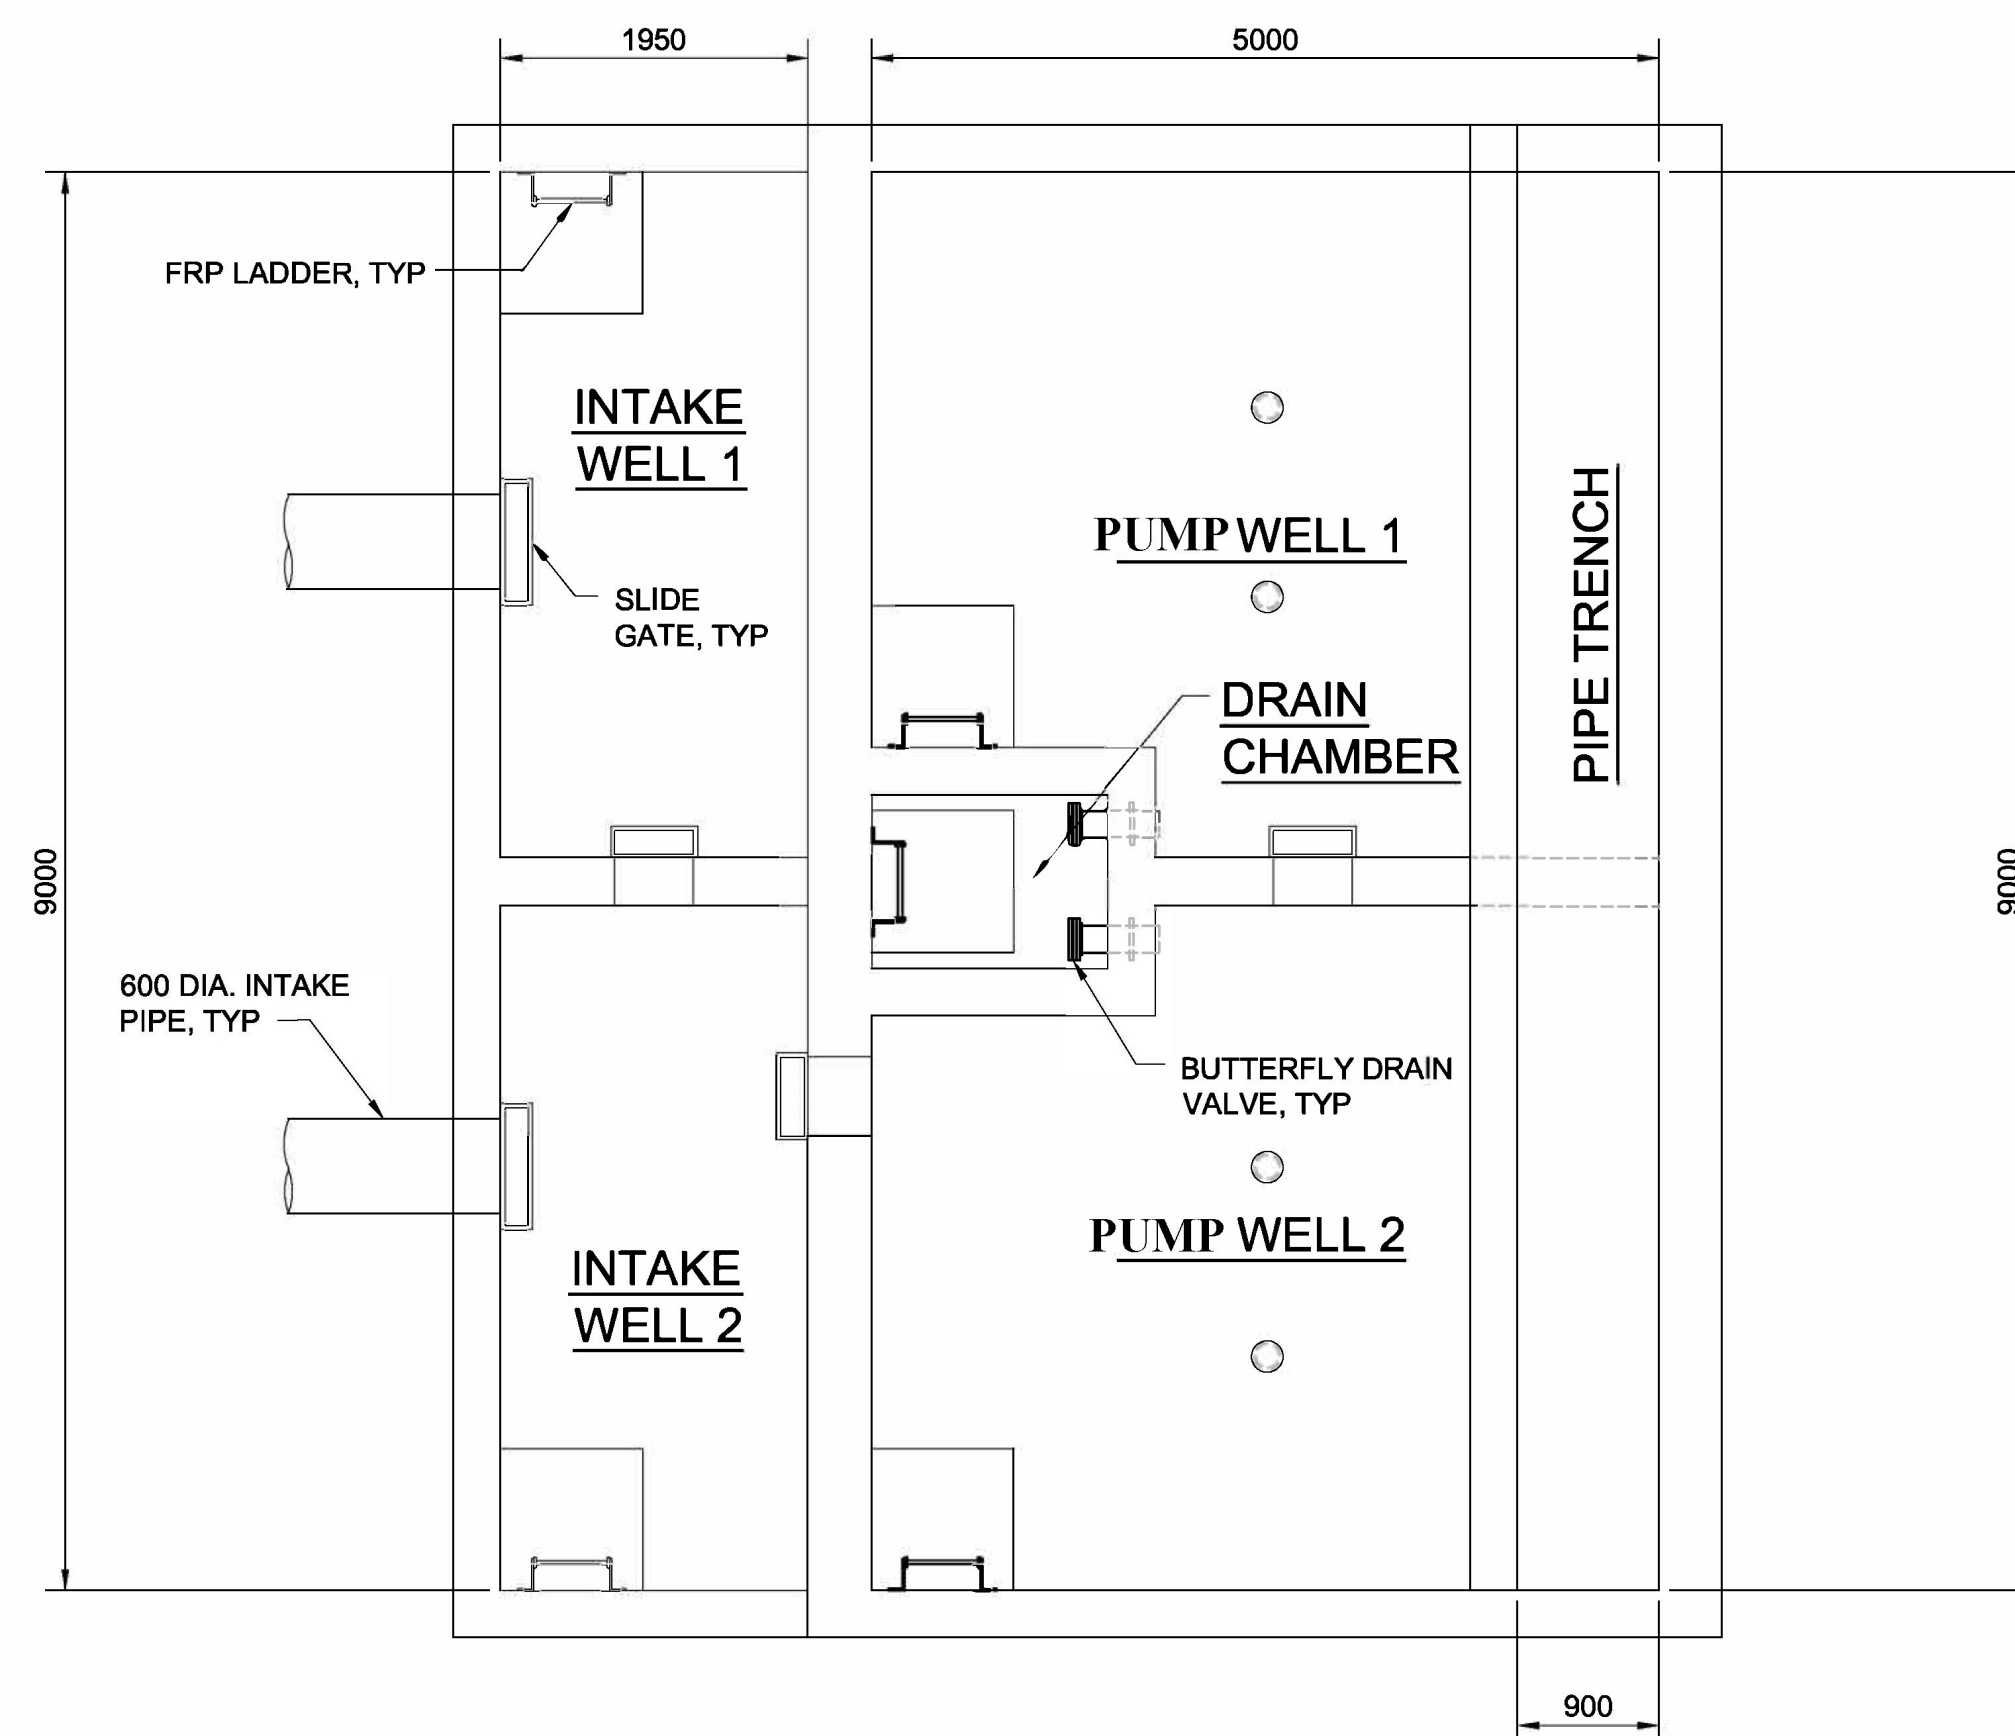 1950
5000
FRP LADDER, TYP
INTAKE
WELL 1
PUMP WELL 1
PIPE TRENCH
SLIDE
GATE, TYP
DRAIN
CHAMBER
9000
9000
600 DIA. INTAKE
PIPE, TYP
BUTTERFLY DRAIN
VALVE, TYP
PUMP WELL 2
INTAKE
WELL 2
900